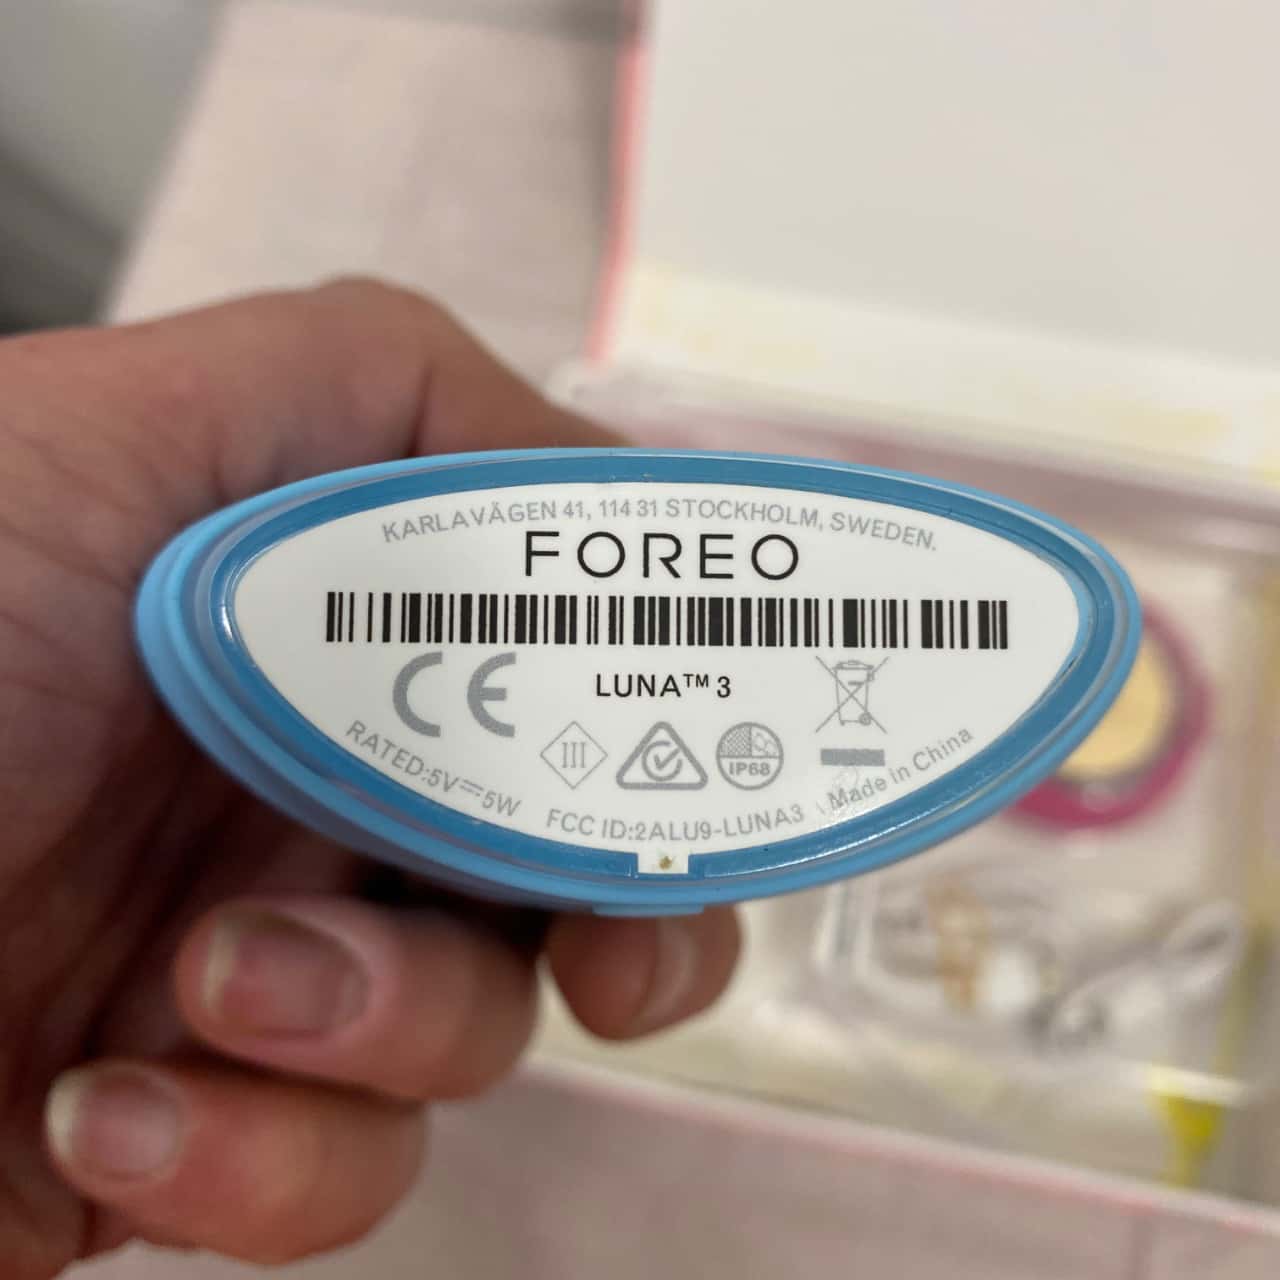 KARLAVÄGEN 41, 114 31 STOCKHOLM, SWEDEN.
FOREO
CE
LUNA™ 3
III
IP68
RATED:5V⎓5W
FCC ID:2ALU9-LUNA3
Made in China